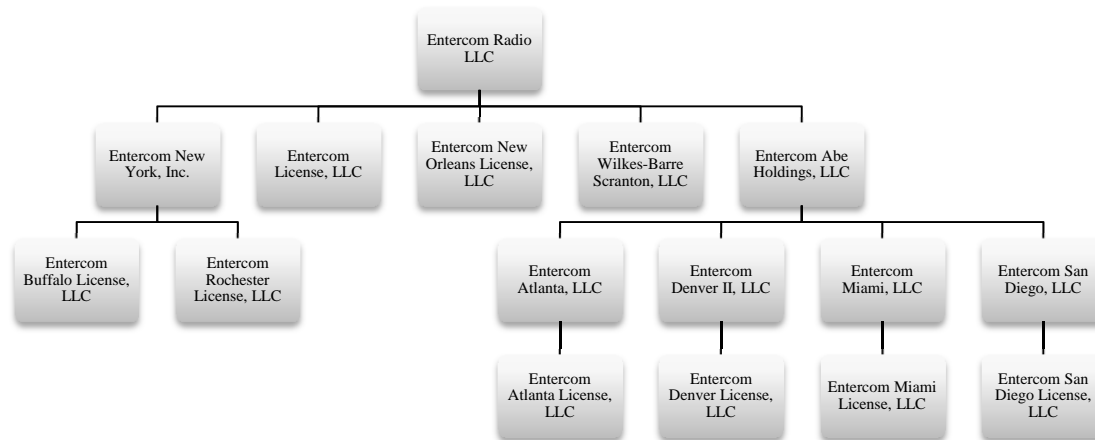 Entercom Radio
LLC
Entercom New
York, Inc.
Entercom
License, LLC
Entercom New
Orleans License,
LLC
Entercom
Wilkes-Barre
Scranton, LLC
Entercom Abe
Holdings, LLC
Entercom
Buffalo License,
LLC
Entercom
Rochester
License, LLC
Entercom
Atlanta, LLC
Entercom
Denver II, LLC
Entercom
Miami, LLC
Entercom San
Diego, LLC
Entercom
Atlanta License,
LLC
Entercom
Denver License,
LLC
Entercom Miami
License, LLC
Entercom San
Diego License,
LLC